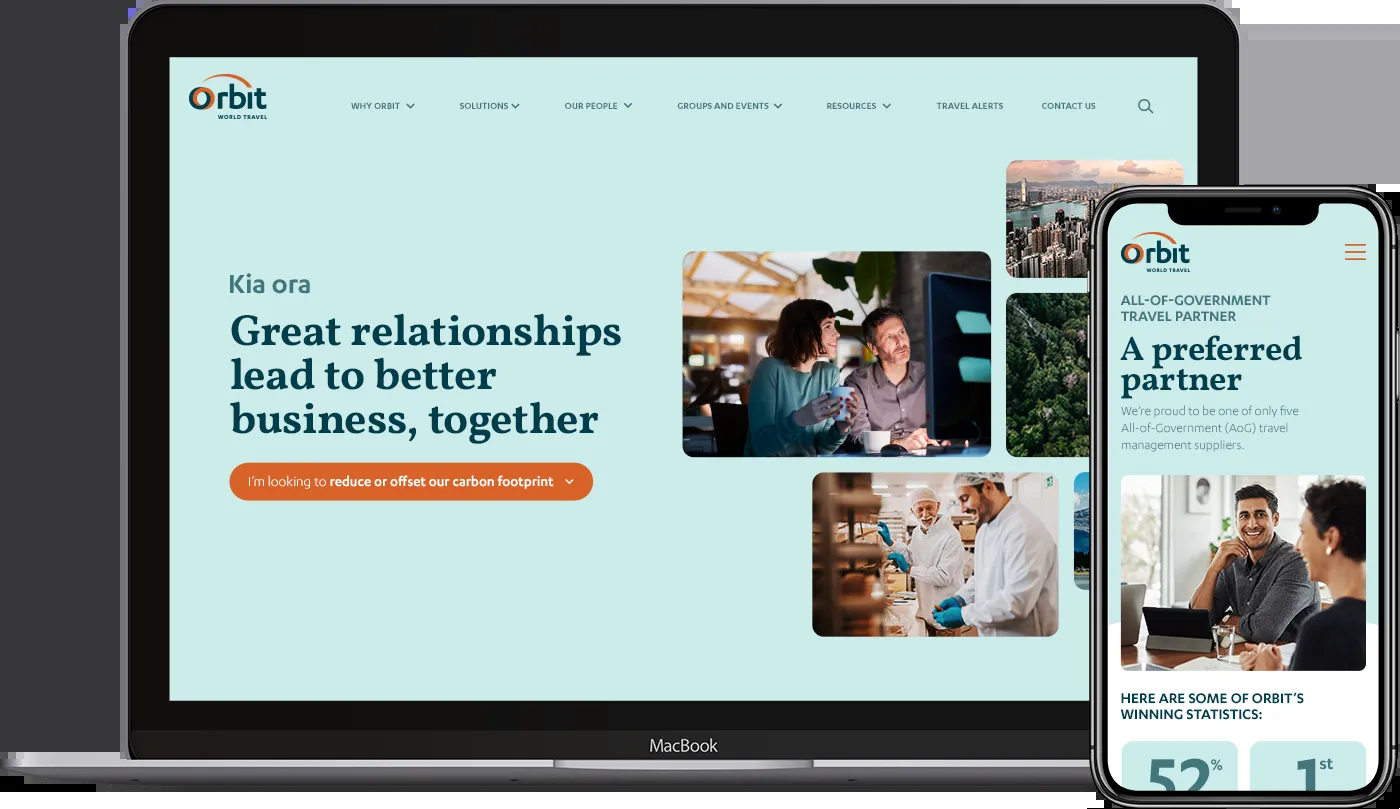 Orbit
WORLD TRAVEL
WHY ORBIT
SOLUTIONS
OUR PEOPLE
GROUPS AND EVENTS
RESOURCES
TRAVEL ALERTS
CONTACT US
Kia ora
Great relationships
lead to better
business, together
I'm looking to reduce or offset our carbon footprint
MacBook
Orbit
WORLD TRAVEL
ALL-OF-GOVERNMENT
TRAVEL PARTNER
A preferred
partner
We're proud to be one of only five
All-of-Government (AoG) travel
management suppliers.
HERE ARE SOME OF ORBIT'S
WINNING STATISTICS:
52%
1st